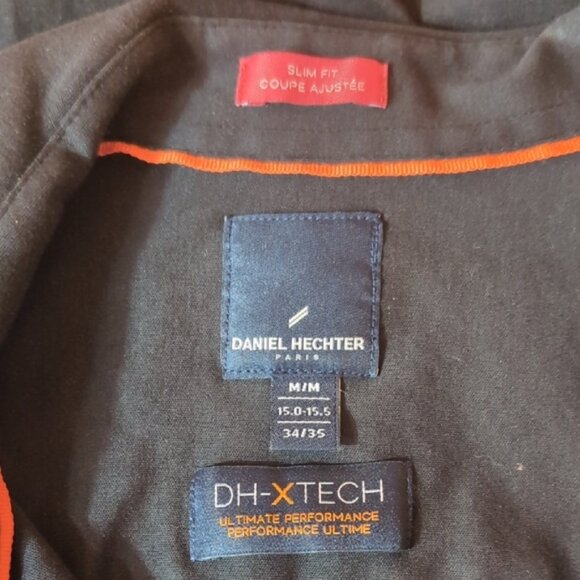 SLIM FIT
COUPE AJUSTÉE
DANIEL HECHTER
PARIS
M/M
15.0-15.5
34/35
DH-XTECH
ULTIMATE PERFORMANCE
PERFORMANCE ULTIME